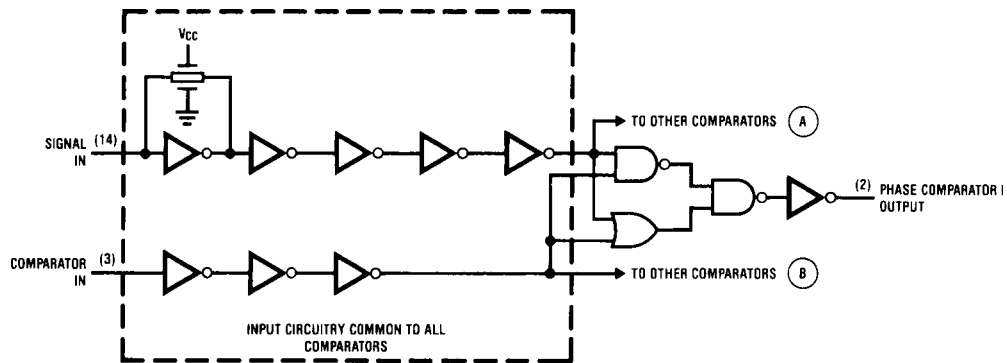 VCC
SIGNAL (14)
IN
TO OTHER COMPARATORS A
(2) PHASE COMPARATOR I
OUTPUT
COMPARATOR (3)
IN
TO OTHER COMPARATORS B
INPUT CIRCUITRY COMMON TO ALL
COMPARATORS